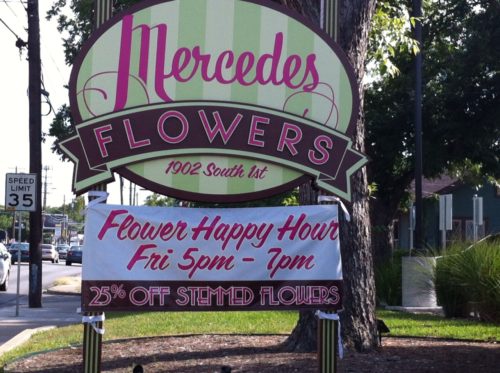 Mercedes
FLOWERS
1902 South 1st
SPEED
LIMIT
35
Flower Happy Hour
Fri 5pm - 7pm
25% OFF STEMMED FLOWERS